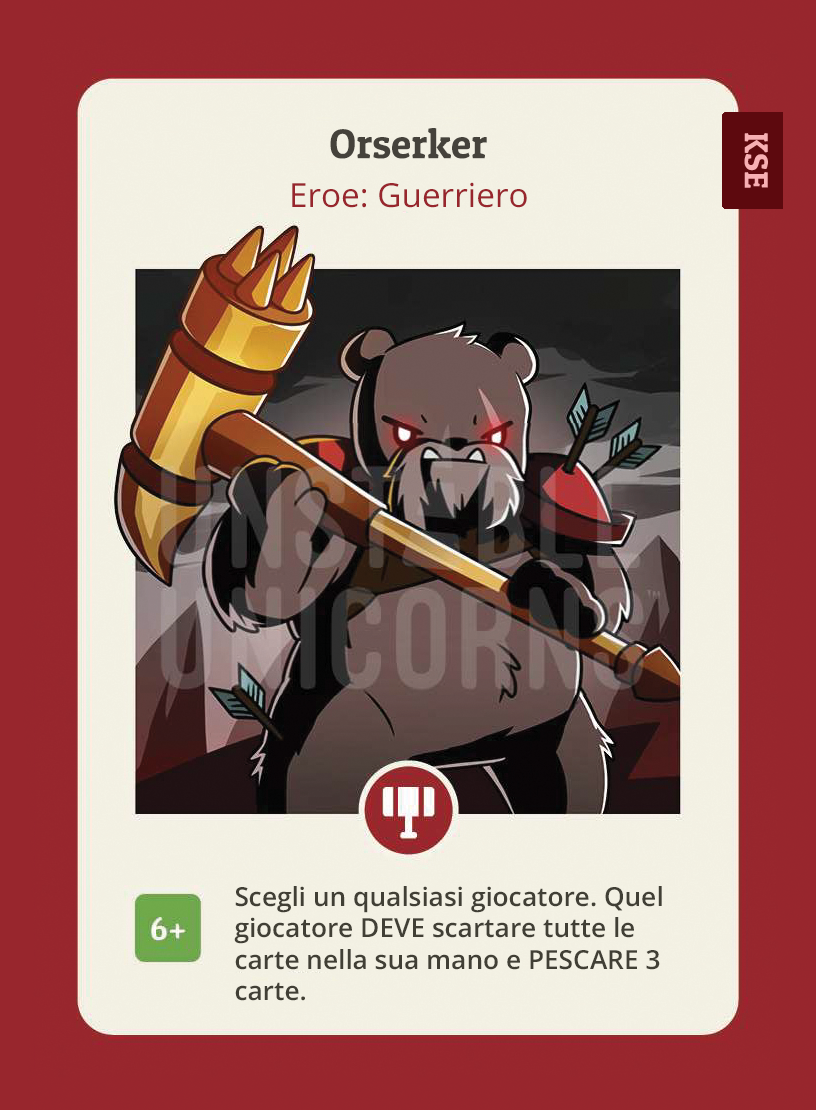 Orserker
KSE
Eroe: Guerriero
UNSTABLE
UNICORNS™
6+
Scegli un qualsiasi giocatore. Quel
giocatore DEVE scartare tutte le
carte nella sua mano e PESCARE 3
carte.